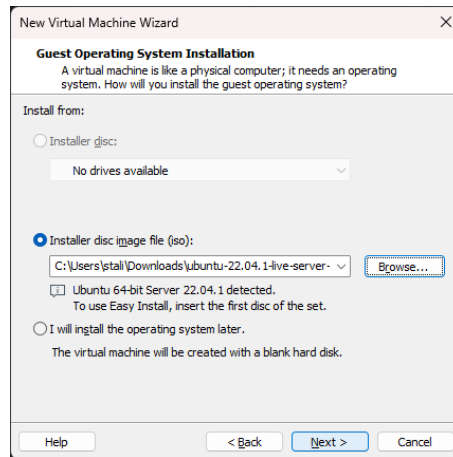 New Virtual Machine Wizard
Guest Operating System Installation
A virtual machine is like a physical computer; it needs an operating
system. How will you install the guest operating system?
Install from:
Installer disc:
No drives available
Installer disc image file (iso):
C:\Users\stali\Downloads\ubuntu-22.04.1-live-server-
Browse...
Ubuntu 64-bit Server 22.04.1 detected.
To use Easy Install, insert the first disc of the set.
I will install the operating system later.
The virtual machine will be created with a blank hard disk.
Help
< Back
Next >
Cancel